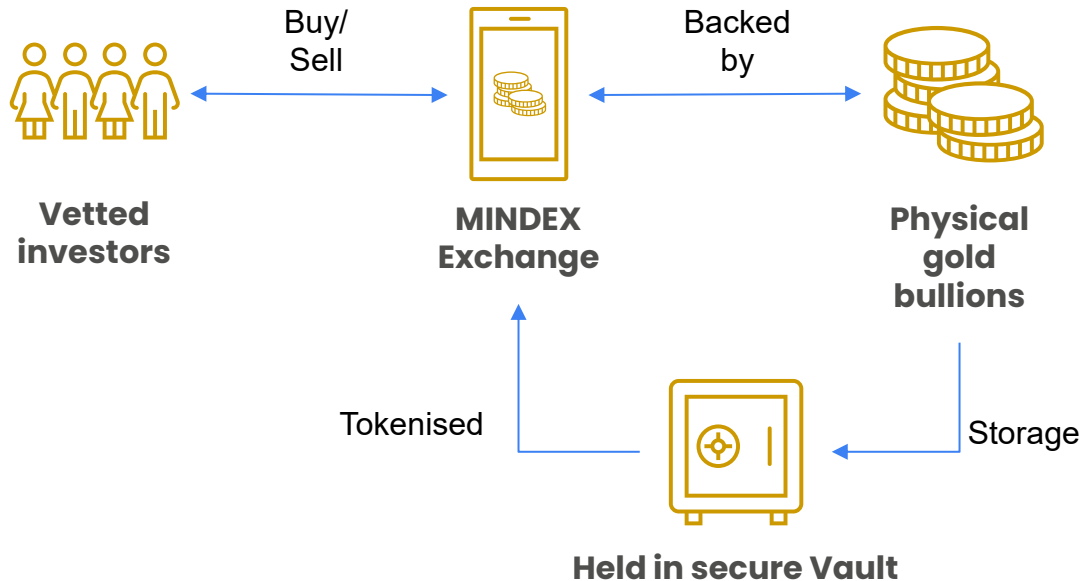 Buy/
Sell
Backed
by
Vetted
investors
MINDEX
Exchange
Physical
gold
bullions
Tokenised
Storage
Held in secure Vault